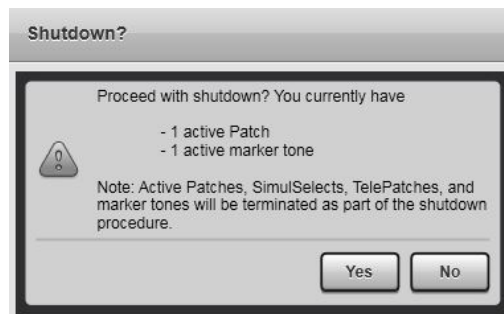 Shutdown?
Proceed with shutdown? You currently have
- 1 active Patch
- 1 active marker tone
Note: Active Patches, SimulSelects, TelePatches, and
marker tones will be terminated as part of the shutdown
procedure.
Yes No